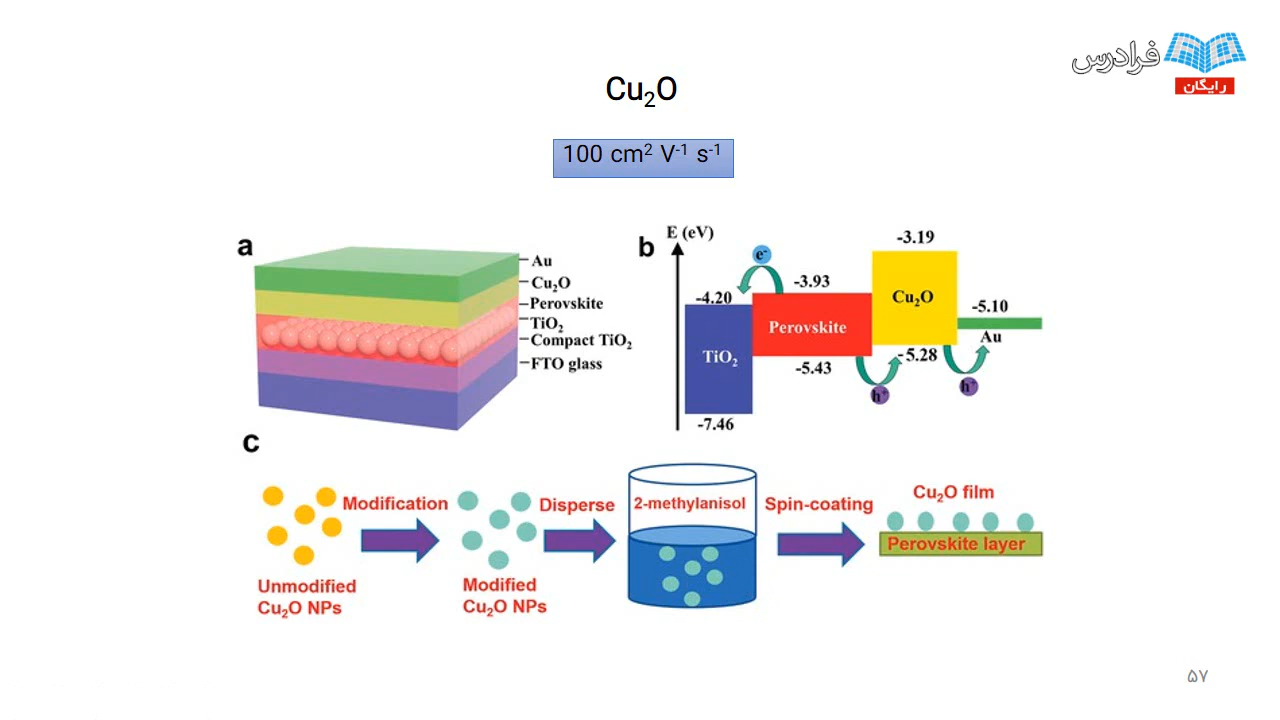 فرادرس
رایگان
Cu₂O
100 cm² V⁻¹ s⁻¹
a
Au
Cu₂O
Perovskite
TiO₂
Compact TiO₂
FTO glass
b
E (eV)
e⁻
-4.20
TiO₂
-7.46
-3.93
Perovskite
-5.43
h⁺
-3.19
Cu₂O
-5.28
h⁺
-5.10
Au
c
Unmodified
Cu₂O NPs
Modification
Modified
Cu₂O NPs
Disperse
2-methylanisol
Spin-coating
Cu₂O film
Perovskite layer
۵۷